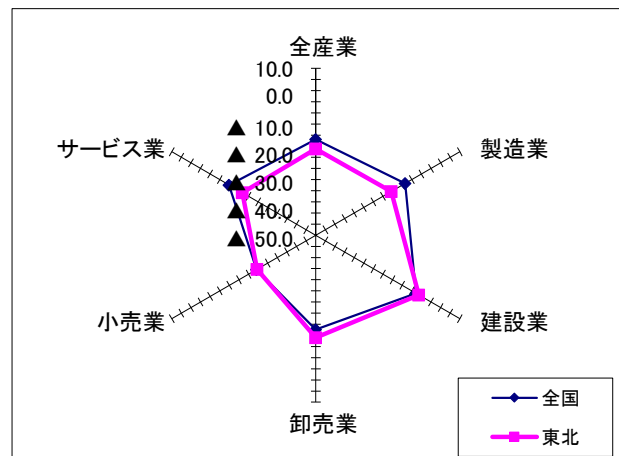 全産業
10.0
0.0
▲ 10.0
▲ 20.0
▲ 30.0
▲ 40.0
▲ 50.0
製造業
建設業
卸売業
小売業
サービス業
全国
東北